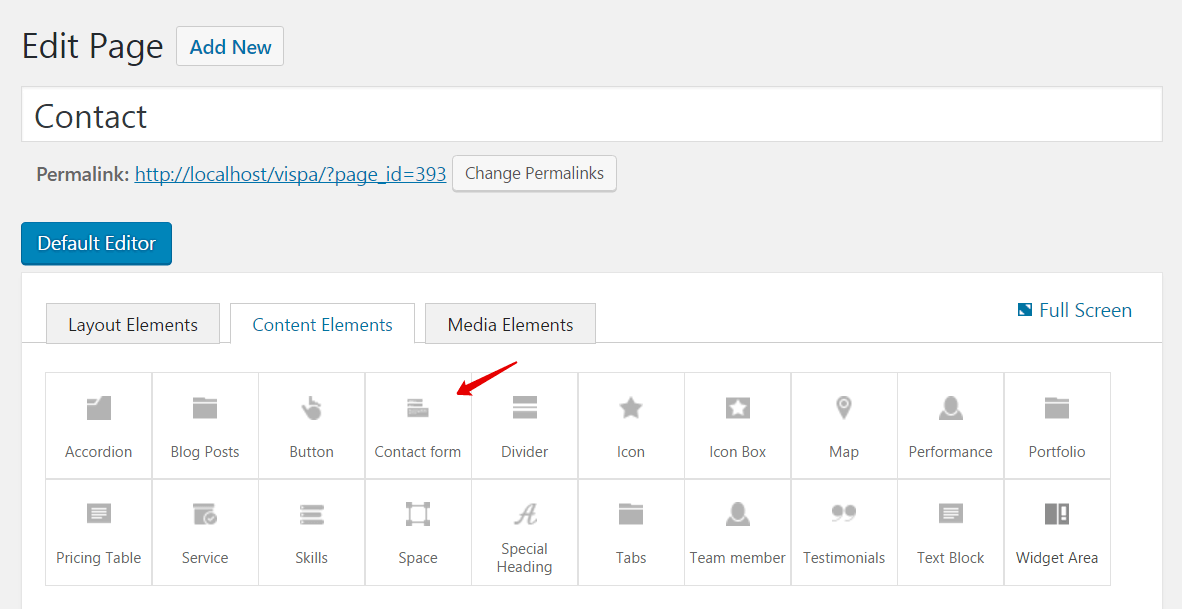 Edit Page Add New
Contact
Permalink: http://localhost/vispa/?page_id=393 Change Permalinks
Default Editor
Layout Elements Content Elements Media Elements Full Screen
Accordion Blog Posts Button Contact form Divider Icon Icon Box Map Performance Portfolio
Pricing Table Service Skills Space Special Heading Tabs Team member Testimonials Text Block Widget Area